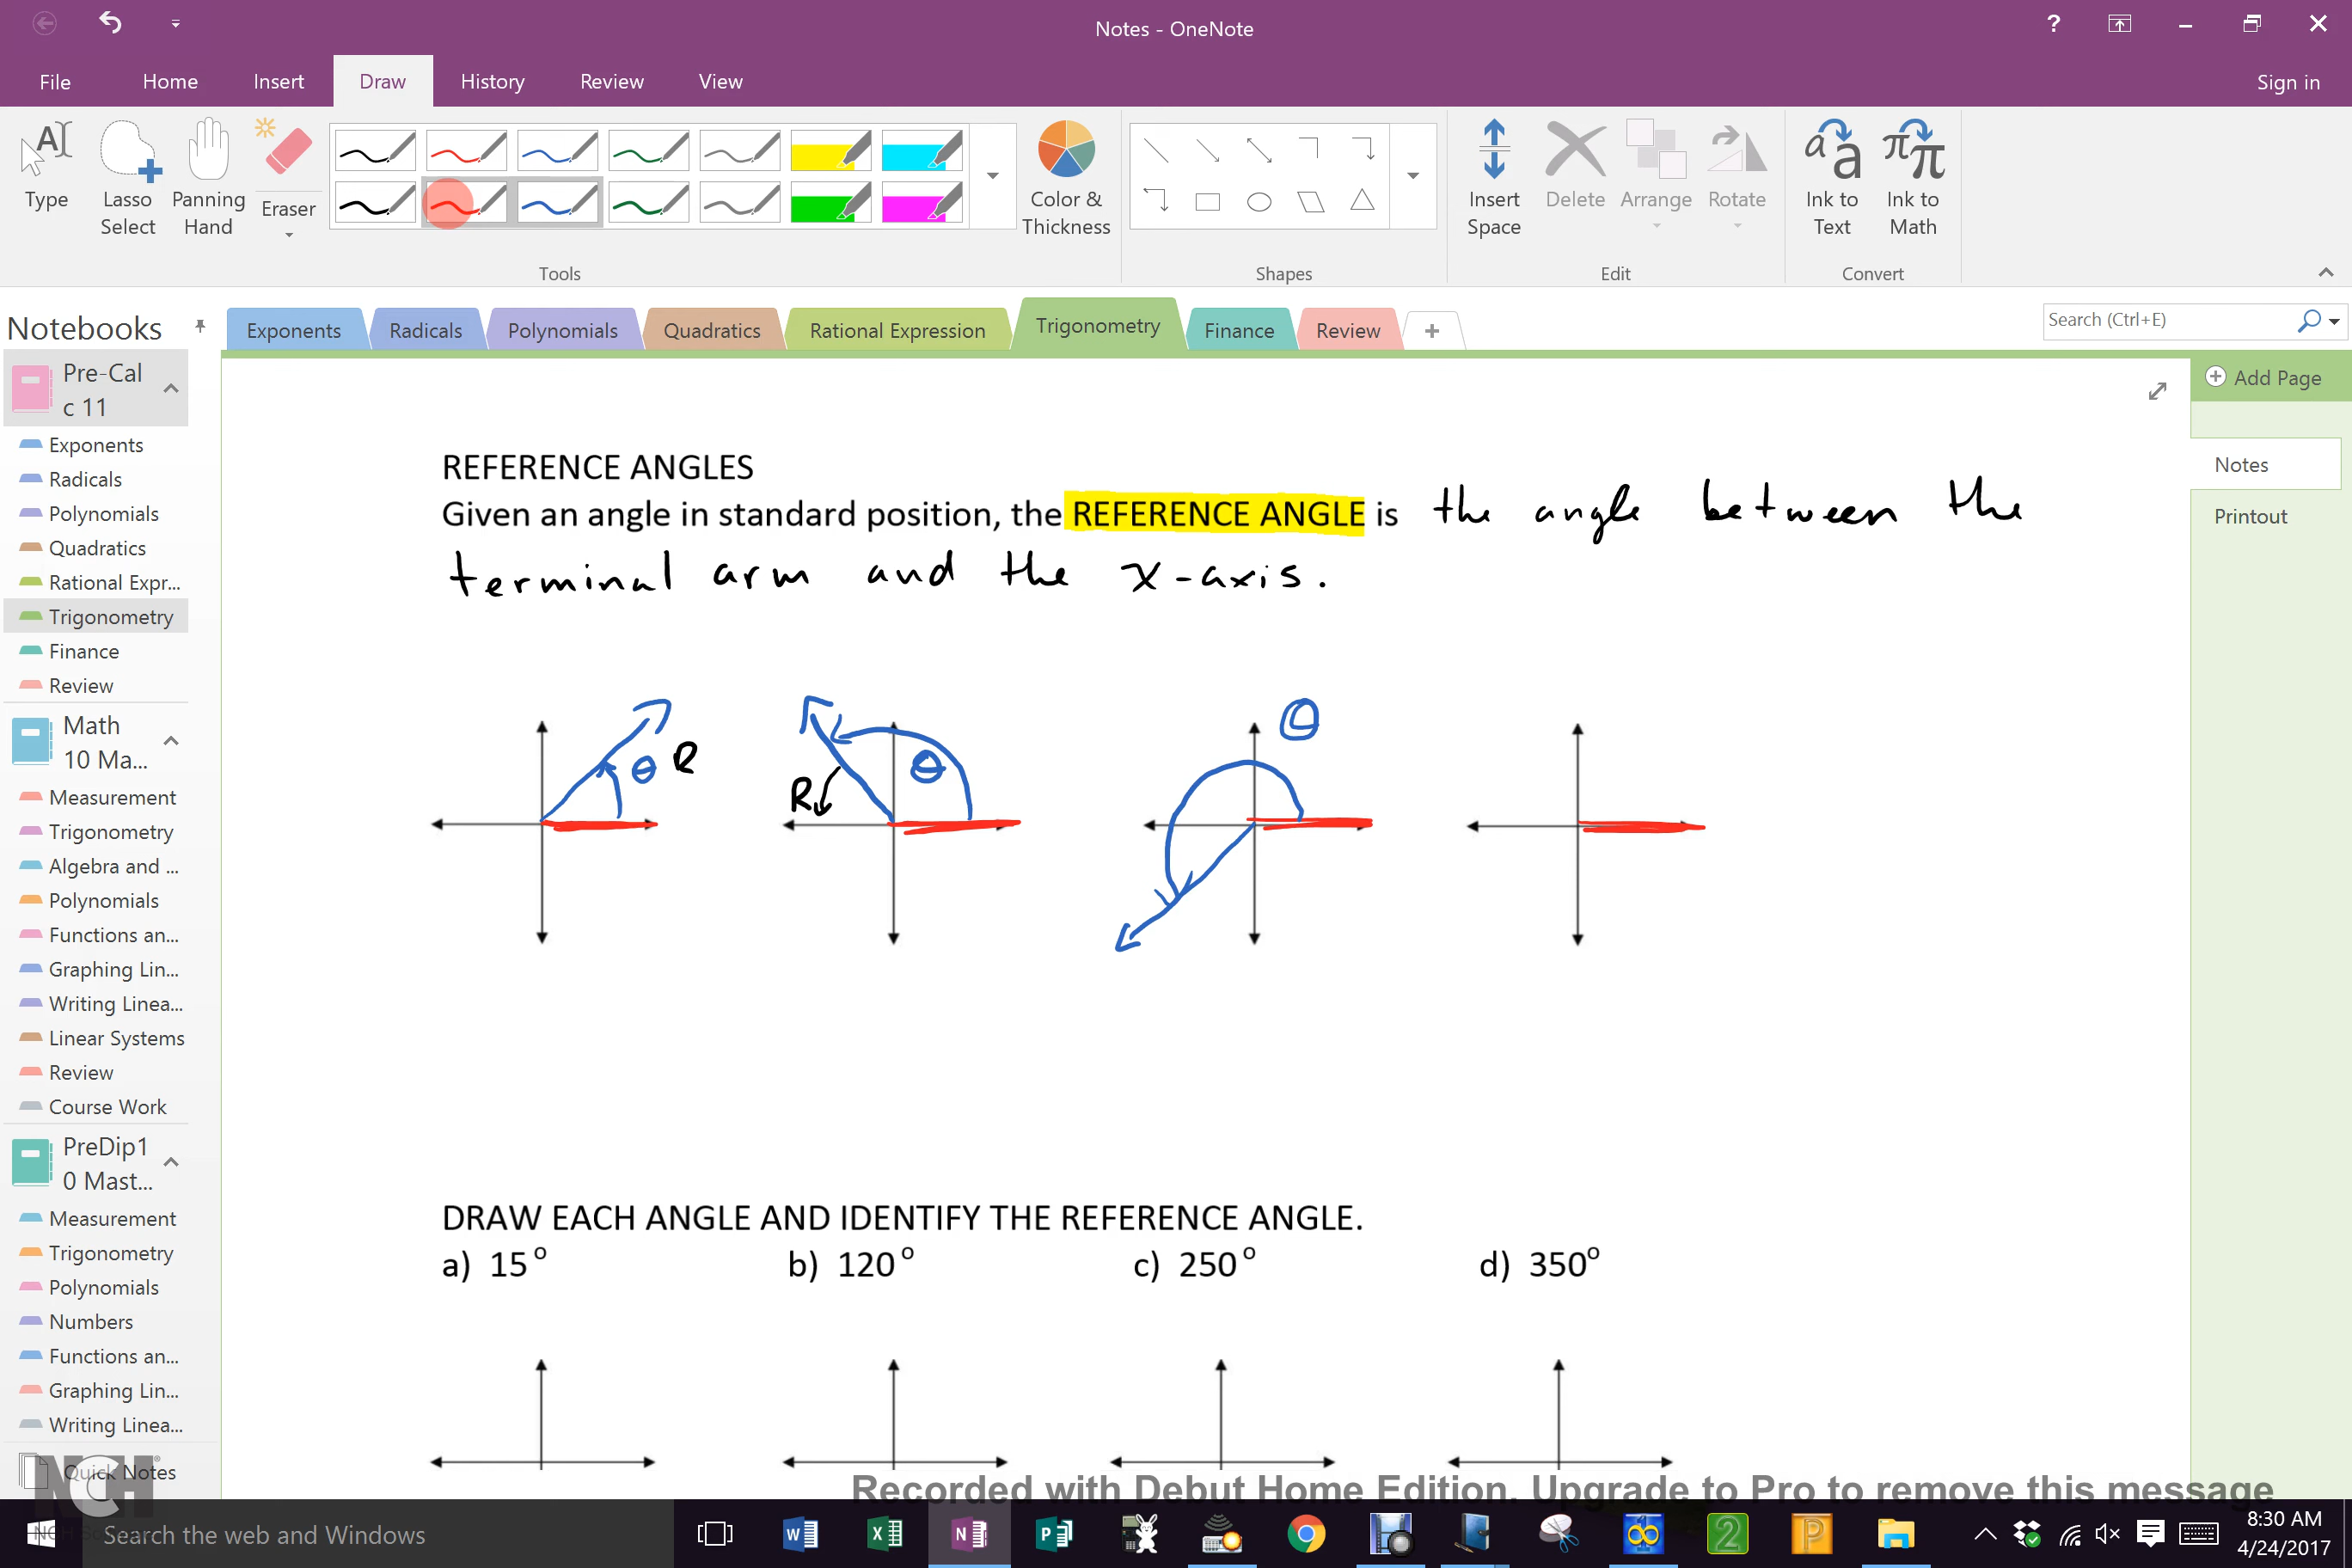 Notes - OneNote
?
File Home Insert Draw History Review View Sign in
Type
Lasso Select
Panning Hand
Eraser
Color & Thickness
Insert Space
Delete
Arrange
Rotate
Ink to Text
Ink to Math
Tools Shapes Edit Convert
Notebooks
Exponents Radicals Polynomials Quadratics Rational Expression Trigonometry Finance Review +
Search (Ctrl+E)
Pre-Cal
c 11
Exponents
Radicals
Polynomials
Quadratics
Rational Expr...
Trigonometry
Finance
Review
Math
10 Ma...
Measurement
Trigonometry
Algebra and ...
Polynomials
Functions an...
Graphing Lin...
Writing Linea...
Linear Systems
Review
Course Work
PreDip1
0 Mast...
Measurement
Trigonometry
Polynomials
Numbers
Functions an...
Graphing Lin...
Writing Linea...
Quick Notes
Add Page
Notes
Printout
REFERENCE ANGLES
Given an angle in standard position, the REFERENCE ANGLE is the angle between the
terminal arm and the x-axis.
θ R
R θ
θ
DRAW EACH ANGLE AND IDENTIFY THE REFERENCE ANGLE.
a) 15° b) 120° c) 250° d) 350°
NCH
Recorded with Debut Home Edition. Upgrade to Pro to remove this message
Search the web and Windows
8:30 AM
4/24/2017